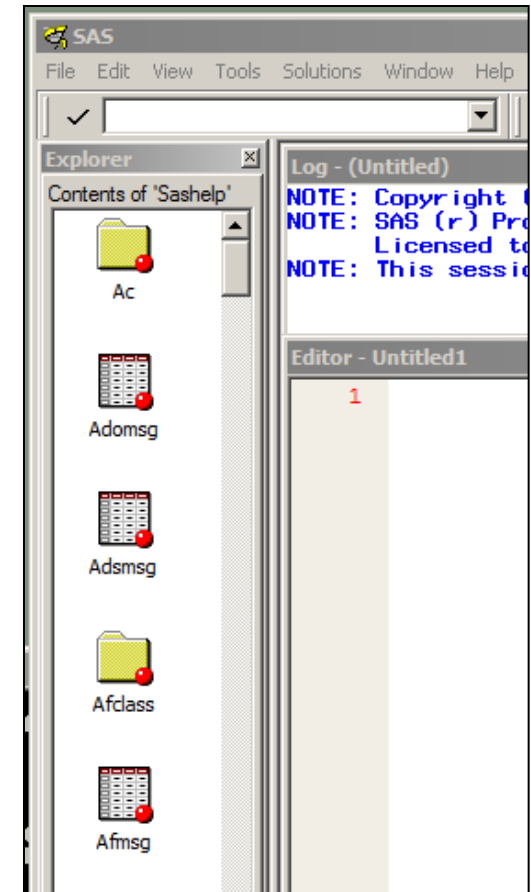 SAS
File Edit View Tools Solutions Window Help
Explorer
Contents of 'Sashelp'
Ac
Adomsg
Adsmsg
Afclass
Afmsg
Log - (Untitled)
NOTE: Copyright
NOTE: SAS (r)
Licensed
NOTE: This
Editor - Untitled1
1